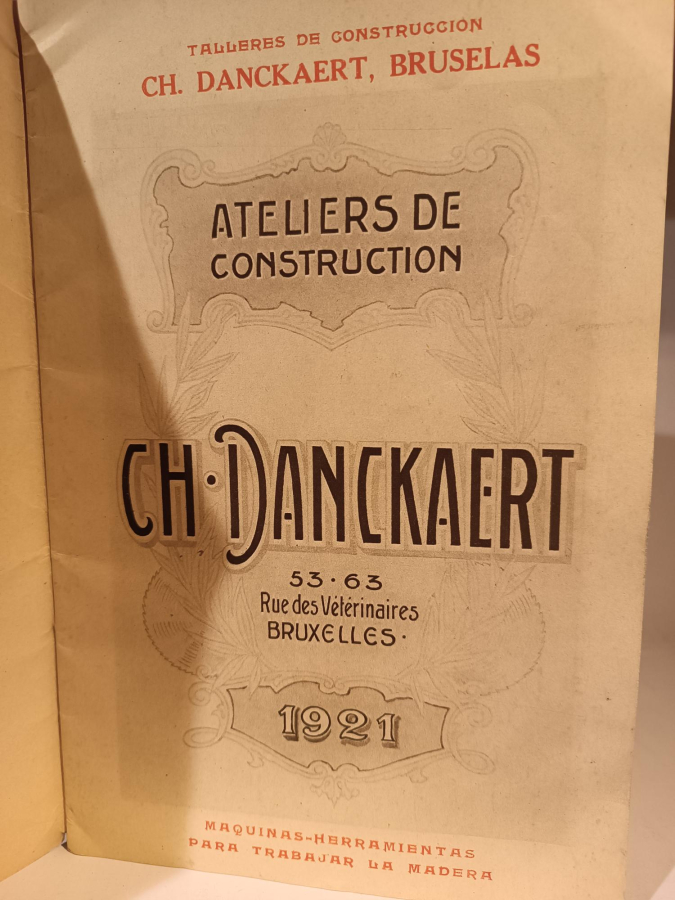 TALLERES DE CONSTRUCCIÓN
CH. DANCKAERT, BRUSELAS
ATELIERS DE
CONSTRUCTION
CH·DANCKAERT
53·63
Rue des Vétérinaires
BRUXELLES·
1921
MAQUINAS-HERRAMIENTAS
PARA TRABAJAR LA MADERA